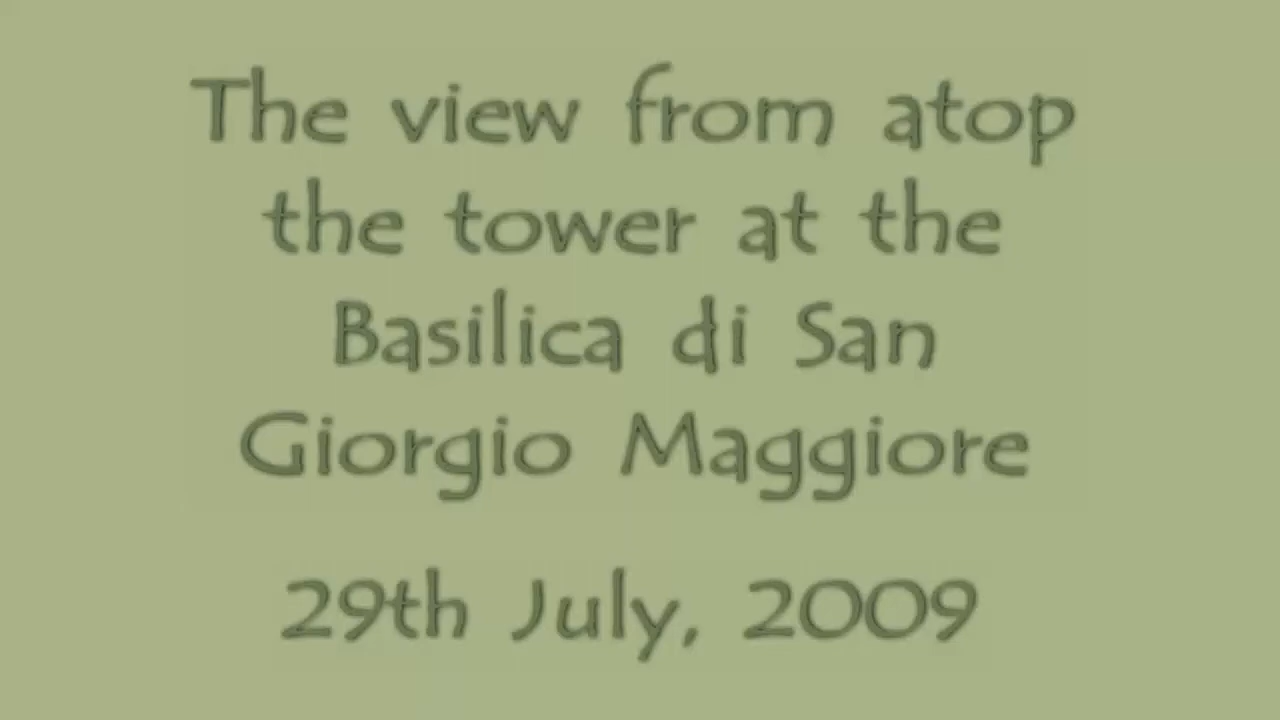 The view from atop
the tower at the
Basilica di San
Giorgio Maggiore
29th July, 2009